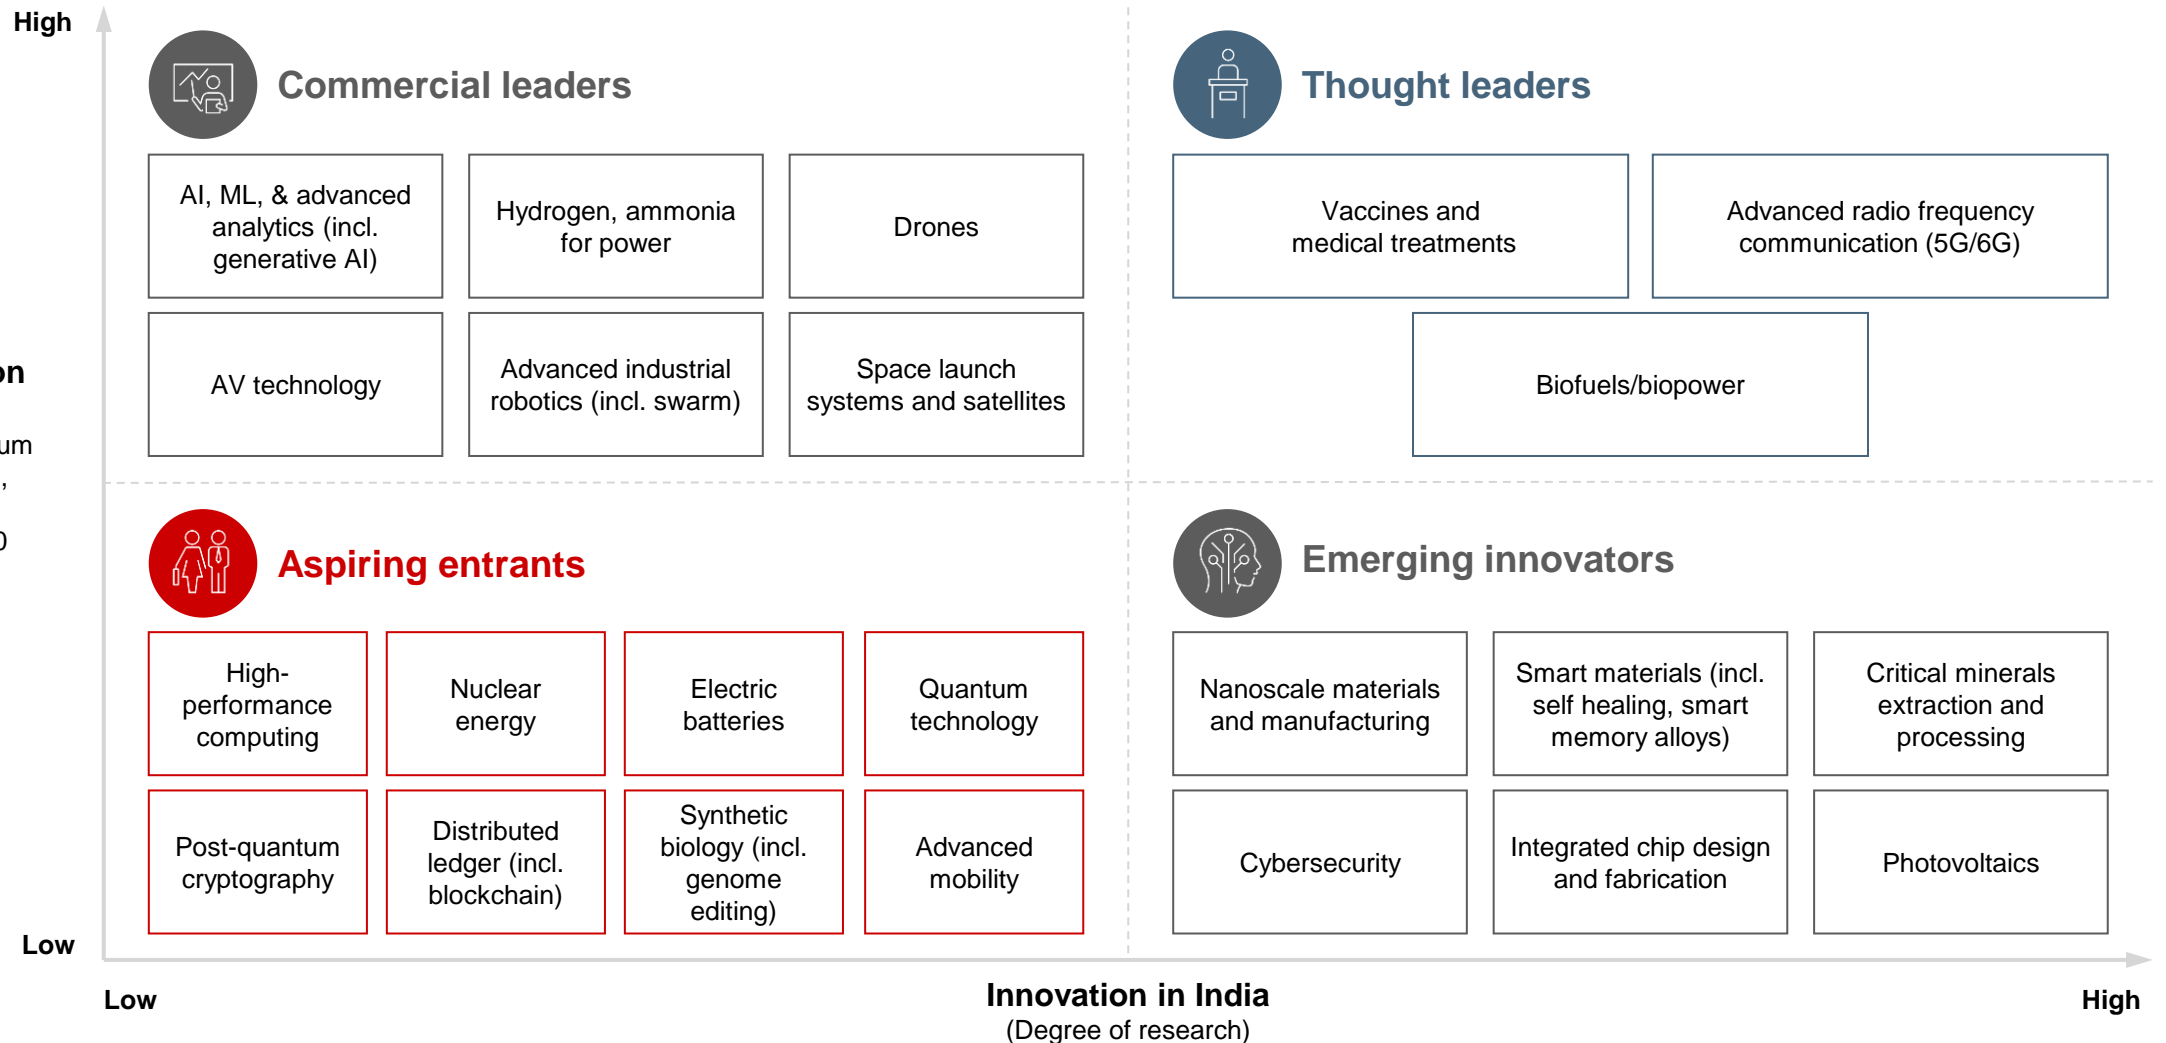 High
Commercial leaders
Thought leaders
AI, ML, & advanced
analytics (incl.
generative AI)
Hydrogen, ammonia
for power
Drones
Vaccines and
medical treatments
Advanced radio frequency
communication (5G/6G)
AV technology
Advanced industrial
robotics (incl. swarm)
Space launch
systems and satellites
Biofuels/biopower
Aspiring entrants
Emerging innovators
High-
performance
computing
Nuclear
energy
Electric
batteries
Quantum
technology
Nanoscale materials
and manufacturing
Smart materials (incl.
self healing, smart
memory alloys)
Critical minerals
extraction and
processing
Post-quantum
cryptography
Distributed
ledger (incl.
blockchain)
Synthetic
biology (incl.
genome
editing)
Advanced
mobility
Cybersecurity
Integrated chip design
and fabrication
Photovoltaics
Low
Low
Innovation in India
(Degree of research)
High